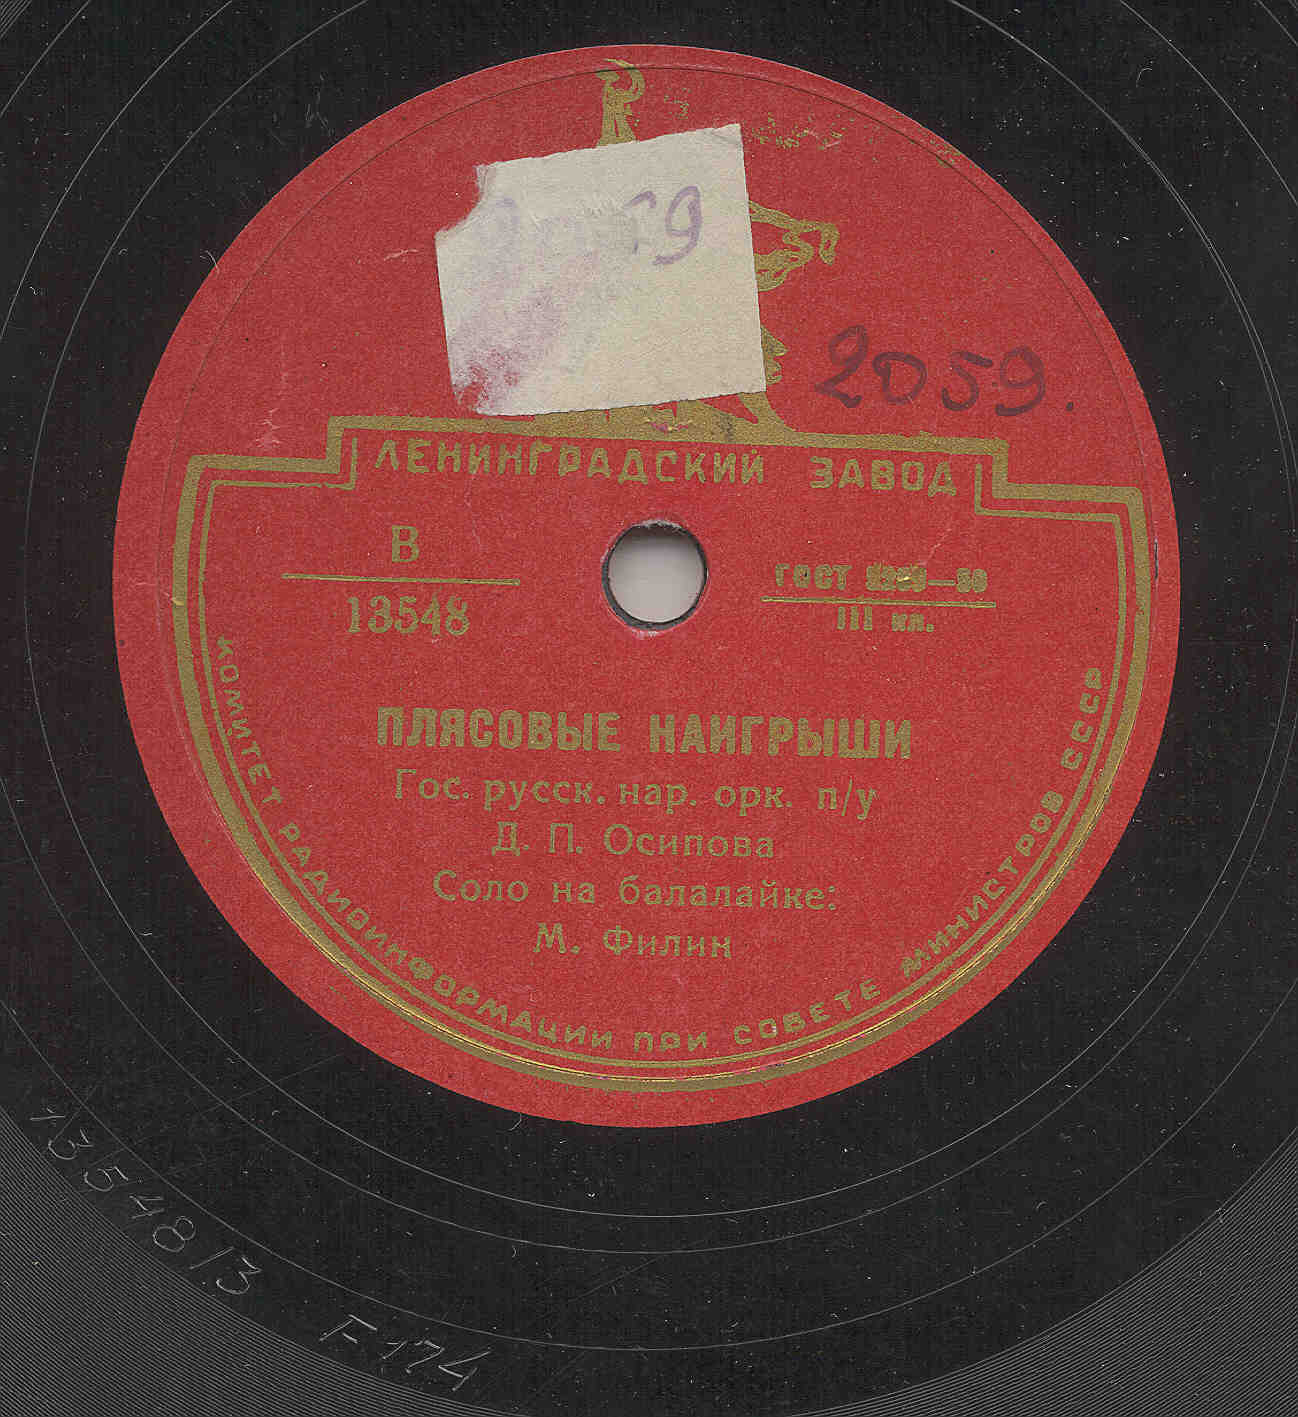 2059.
ЛЕНИНГРАДСКИЙ ЗАВОД
В
13548
ГОСТ
III кл.
ПЛЯСОВЫЕ НАИГРЫШИ
Гос. русск. нар. орк. п/у
Д. П. Осипова
Соло на балалайке:
М. Филин
КОМИТЕТ РАДИОИНФОРМАЦИИ ПРИ СОВЕТЕ МИНИСТРОВ СССР
13548/3 F174